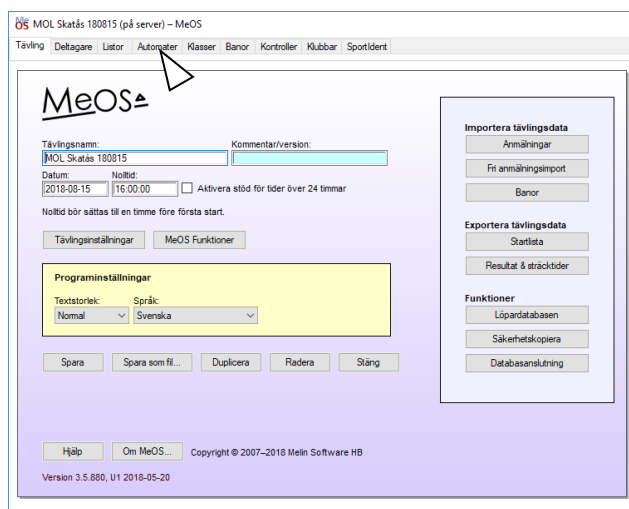 MeOS MOL Skatås 180815 (på server) – MeOS
Tävling Deltagare Listor Automater Klasser Banor Kontroller Klubbar SportIdent
MeOS
Tävlingsnamn: Kommentar/version:
MOL Skatås 180815
Datum: Nolltid:
2018-08-15 16:00:00 Aktivera stöd för tider över 24 timmar
Nolltid bör sättas till en timme före första start.
Tävlingsinställningar MeOS Funktioner
Programinställningar
Textstorlek: Språk:
Normal Svenska
Spara Spara som fil... Duplicera Radera Stäng
Importera tävlingsdata
Anmälningar
Fri anmälningsimport
Banor
Exportera tävlingsdata
Startlista
Resultat & sträcktider
Funktioner
Löpardatabasen
Säkerhetskopiera
Databasanslutning
Hjälp Om MeOS... Copyright © 2007–2018 Melin Software HB
Version 3.5.880, U1 2018-05-20